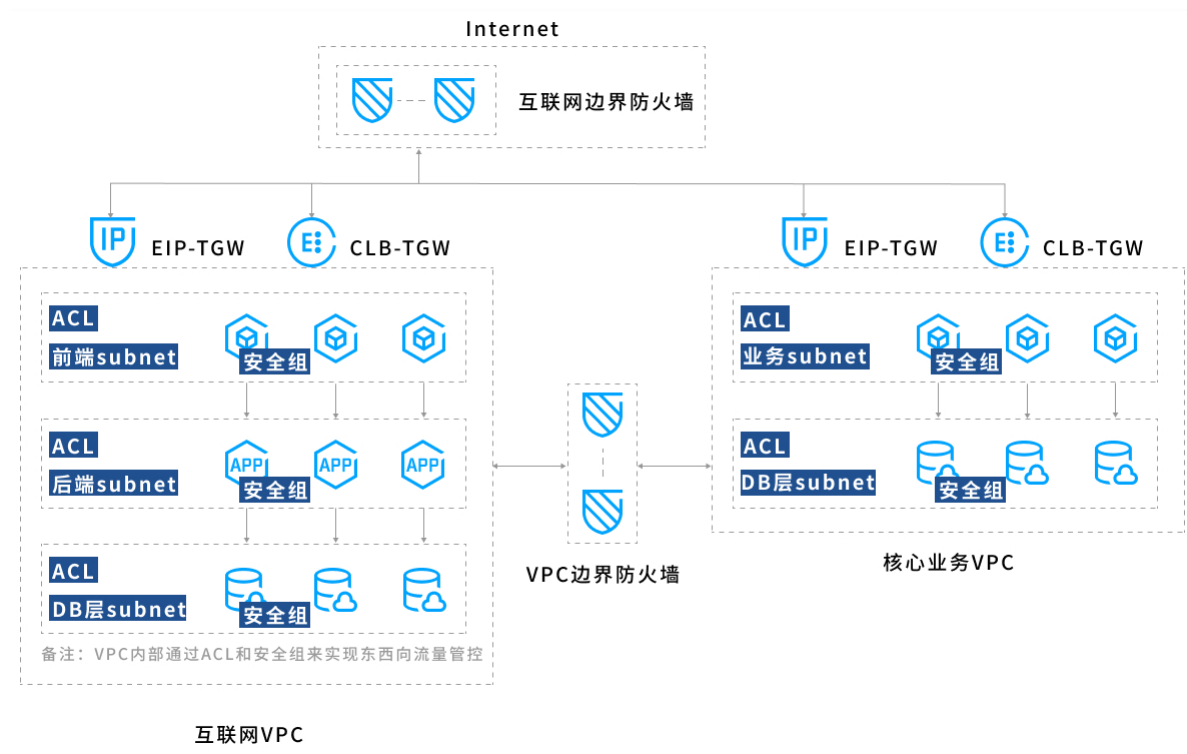 Internet
互联网边界防火墙
IP
EIP-TGW
E
CLB-TGW
IP
EIP-TGW
E
CLB-TGW
ACL
前端subnet
安全组
ACL
后端subnet
APP
APP
APP
安全组
ACL
DB层subnet
安全组
备注：VPC内部通过ACL和安全组来实现东西向流量管控
互联网VPC
VPC边界防火墙
ACL
业务subnet
安全组
ACL
DB层subnet
安全组
核心业务VPC